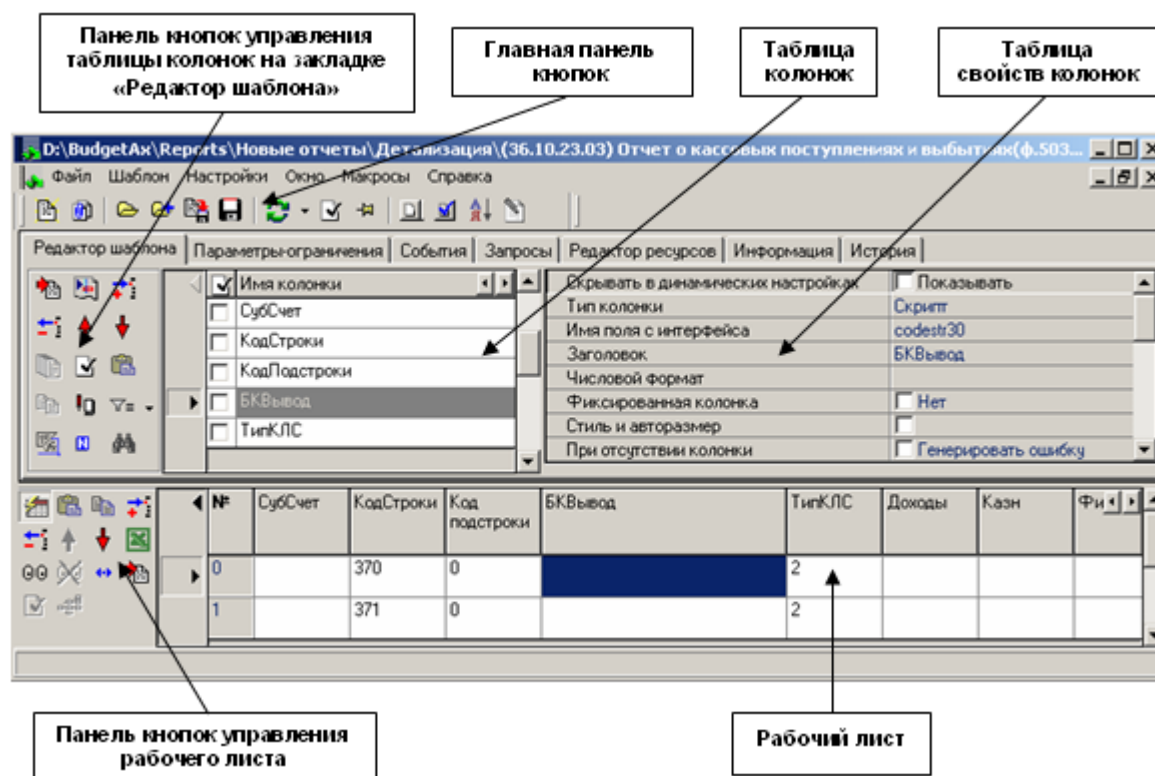 Панель кнопок управления
таблицы колонок на закладке
«Редактор шаблона»
Главная панель
кнопок
Таблица
колонок
Таблица
свойств колонок
D:\BudgetAx\Reports\Новые отчеты\Детализация\(36.10.23.03) Отчет о кассовых поступлениях и выбытиях(ф.503...
Файл Шаблон Настройки Окно Макросы Справка
Редактор шаблона Параметры-ограничения События Запросы Редактор ресурсов Информация История
Имя колонки
СубСчет
КодСтроки
КодПодстроки
БКВывод
ТипКЛС
Скрывать в динамических настройках Показывать
Тип колонки Скрипт
Имя поля с интерфейса codestr30
Заголовок БКВывод
Числовой формат
Фиксированная колонка Нет
Стиль и авторазмер
При отсутствии колонки Генерировать ошибку
№ СубСчет КодСтроки Код подстроки БКВывод ТипКЛС Доходы Казн Фи
0 370 0 2
1 371 0 2
Панель кнопок управления
рабочего листа
Рабочий лист